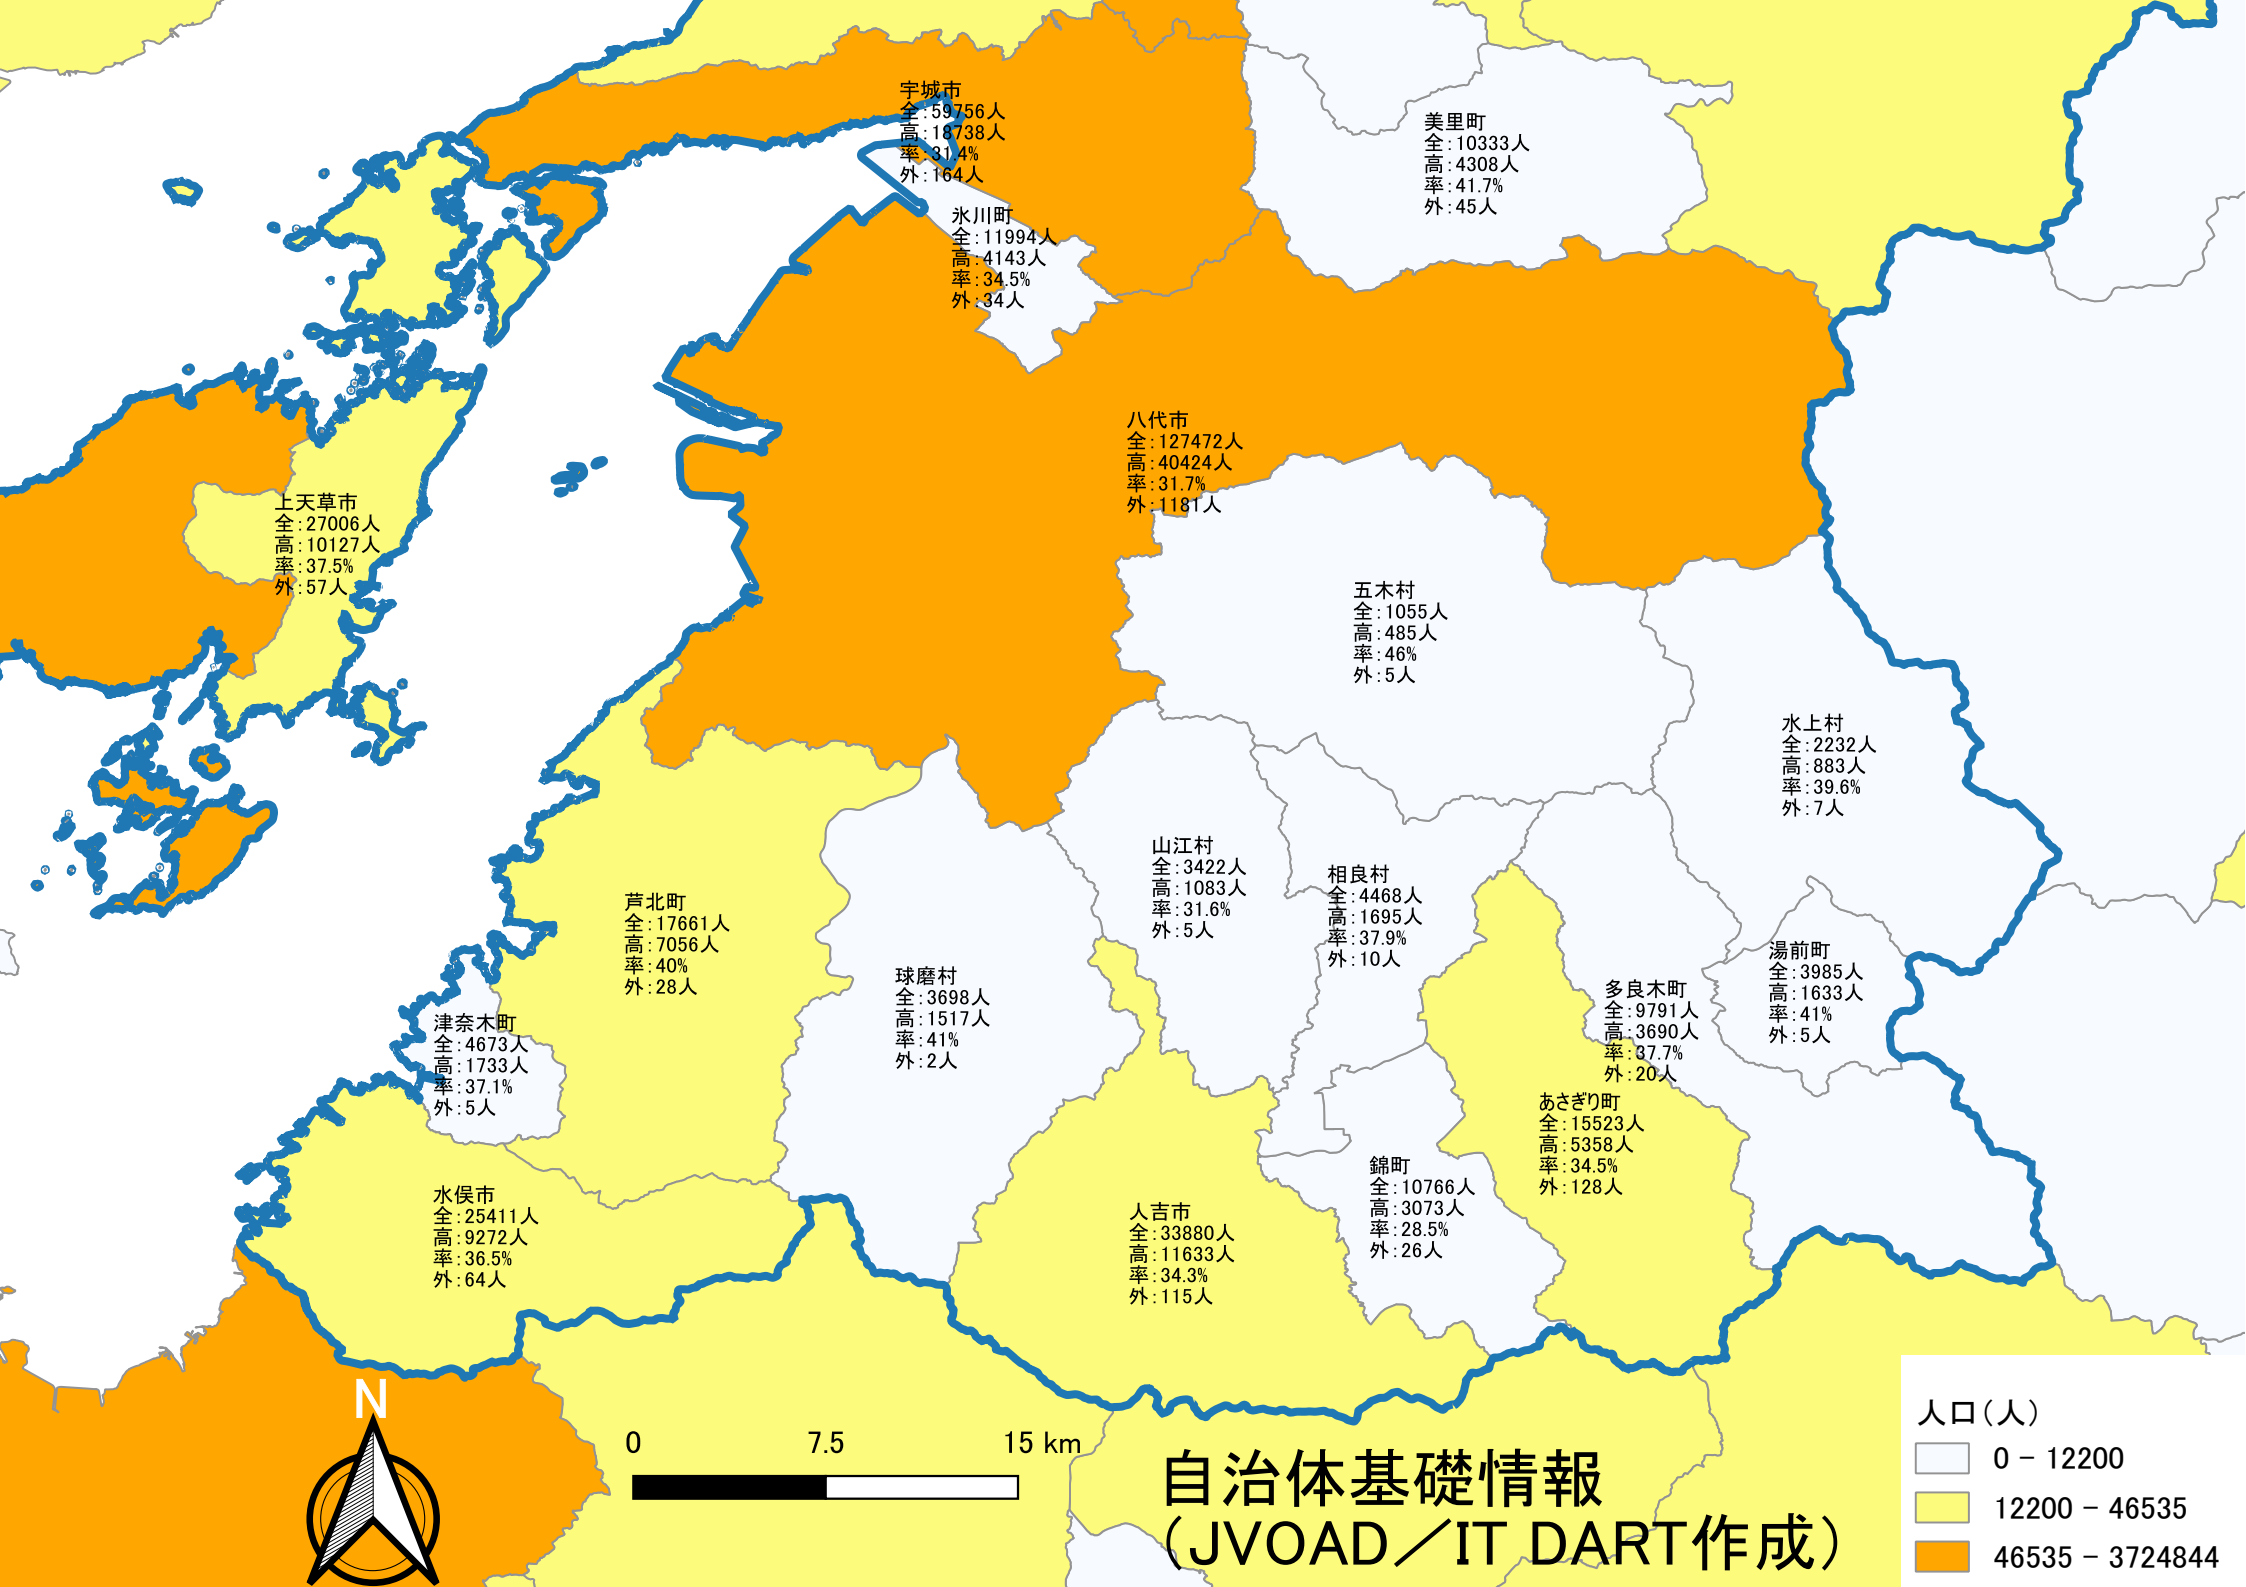 宇城市
全：59756人
高：18738人
率：31.4%
外：164人
美里町
全：10333人
高：4308人
率：41.7%
外：45人
氷川町
全：11994人
高：4143人
率：34.5%
外：34人
八代市
全：127472人
高：40424人
率：31.7%
外：1181人
上天草市
全：27006人
高：10127人
率：37.5%
外：57人
五木村
全：1055人
高：485人
率：46%
外：5人
水上村
全：2232人
高：883人
率：39.6%
外：7人
山江村
全：3422人
高：1083人
率：31.6%
外：5人
相良村
全：4468人
高：1695人
率：37.9%
外：10人
芦北町
全：17661人
高：7056人
率：40%
外：28人
湯前町
全：3985人
高：1633人
率：41%
外：5人
球磨村
全：3698人
高：1517人
率：41%
外：2人
多良木町
全：9791人
高：3690人
率：37.7%
外：20人
津奈木町
全：4673人
高：1733人
率：37.1%
外：5人
あさぎり町
全：15523人
高：5358人
率：34.5%
外：128人
錦町
全：10766人
高：3073人
率：28.5%
外：26人
水俣市
全：25411人
高：9272人
率：36.5%
外：64人
人吉市
全：33880人
高：11633人
率：34.3%
外：115人
N
0 7.5 15 km
自治体基礎情報
（JVOAD／IT DART作成）
人口（人）
0 - 12200
12200 - 46535
46535 - 3724844